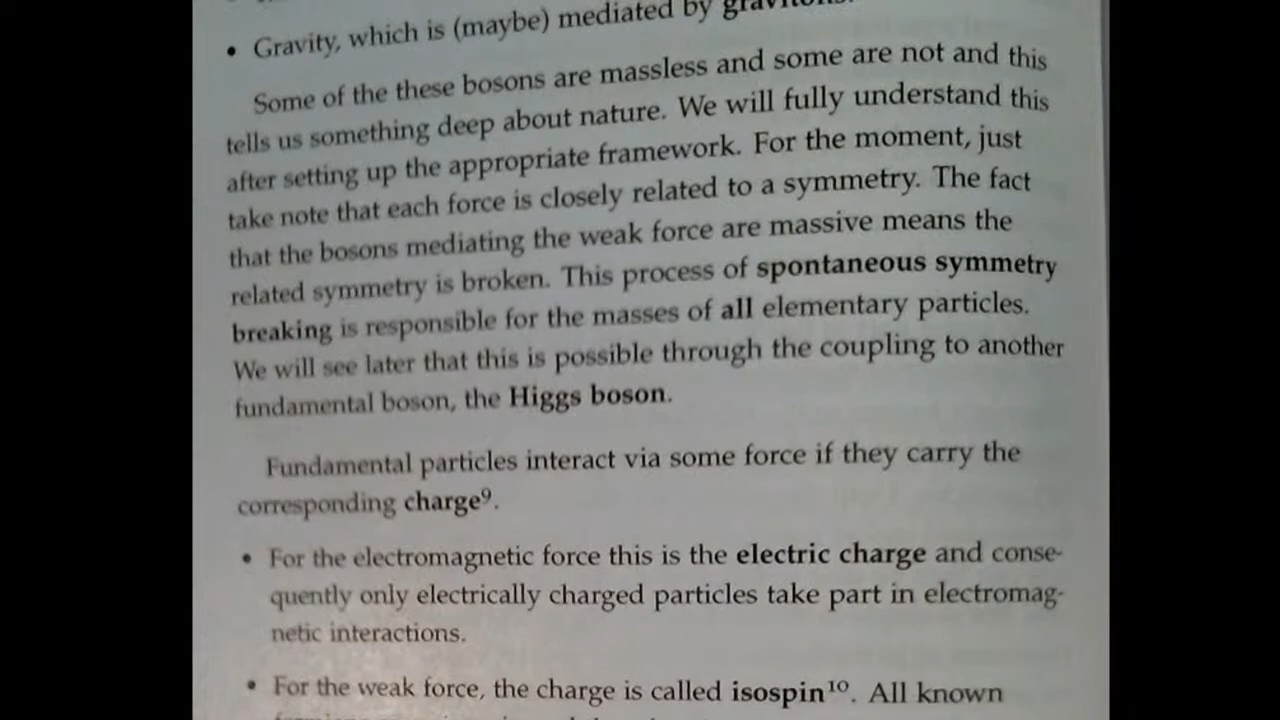 • Gravity, which is (maybe) mediated by gravitons.
Some of the these bosons are massless and some are not and this
tells us something deep about nature. We will fully understand this
after setting up the appropriate framework. For the moment, just
take note that each force is closely related to a symmetry. The fact
that the bosons mediating the weak force are massive means the
related symmetry is broken. This process of spontaneous symmetry
breaking is responsible for the masses of all elementary particles.
We will see later that this is possible through the coupling to another
fundamental boson, the Higgs boson.
Fundamental particles interact via some force if they carry the
corresponding charge⁹.
• For the electromagnetic force this is the electric charge and conse-
quently only electrically charged particles take part in electromag-
netic interactions.
• For the weak force, the charge is called isospin¹⁰. All known